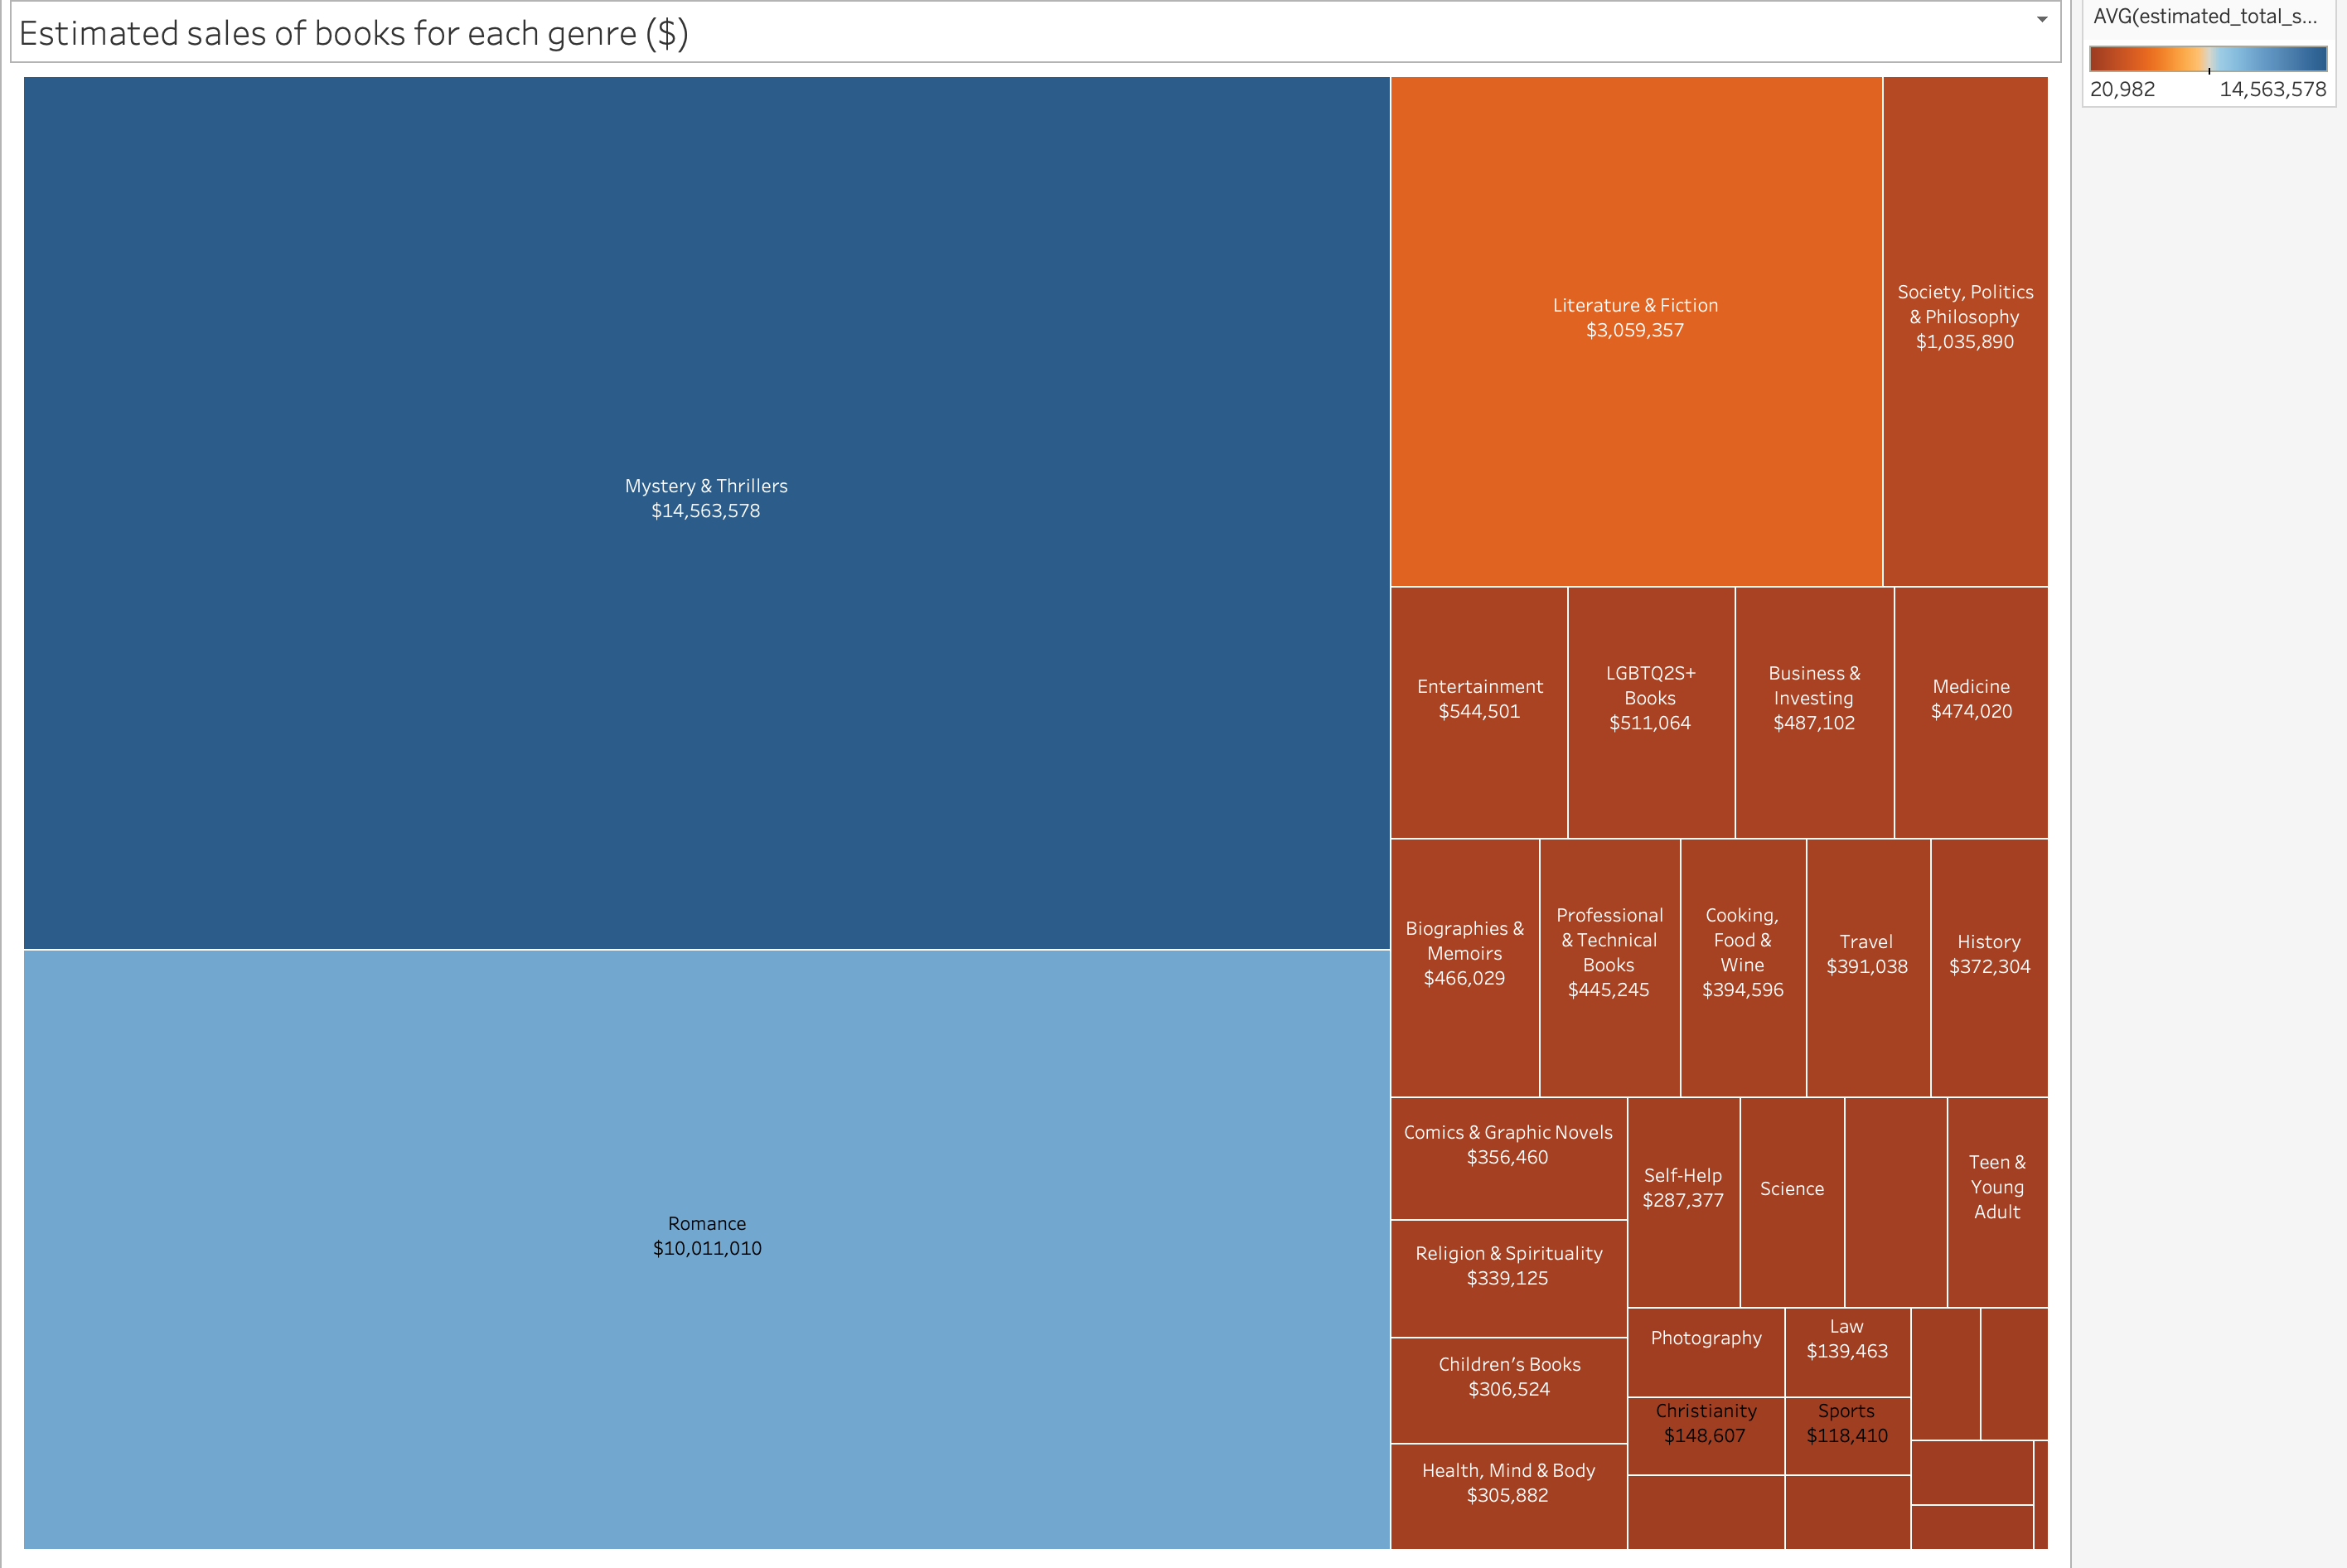 Estimated sales of books for each genre ($)
AVG(estimated_total_s...
20,982
14,563,578
Mystery & Thrillers
$14,563,578
Romance
$10,011,010
Literature & Fiction
$3,059,357
Society, Politics
& Philosophy
$1,035,890
Entertainment
$544,501
LGBTQ2S+
Books
$511,064
Business &
Investing
$487,102
Medicine
$474,020
Biographies &
Memoirs
$466,029
Professional
& Technical
Books
$445,245
Cooking,
Food &
Wine
$394,596
Travel
$391,038
History
$372,304
Comics & Graphic Novels
$356,460
Religion & Spirituality
$339,125
Children's Books
$306,524
Health, Mind & Body
$305,882
Self-Help
$287,377
Science
Teen &
Young
Adult
Photography
Law
$139,463
Christianity
$148,607
Sports
$118,410